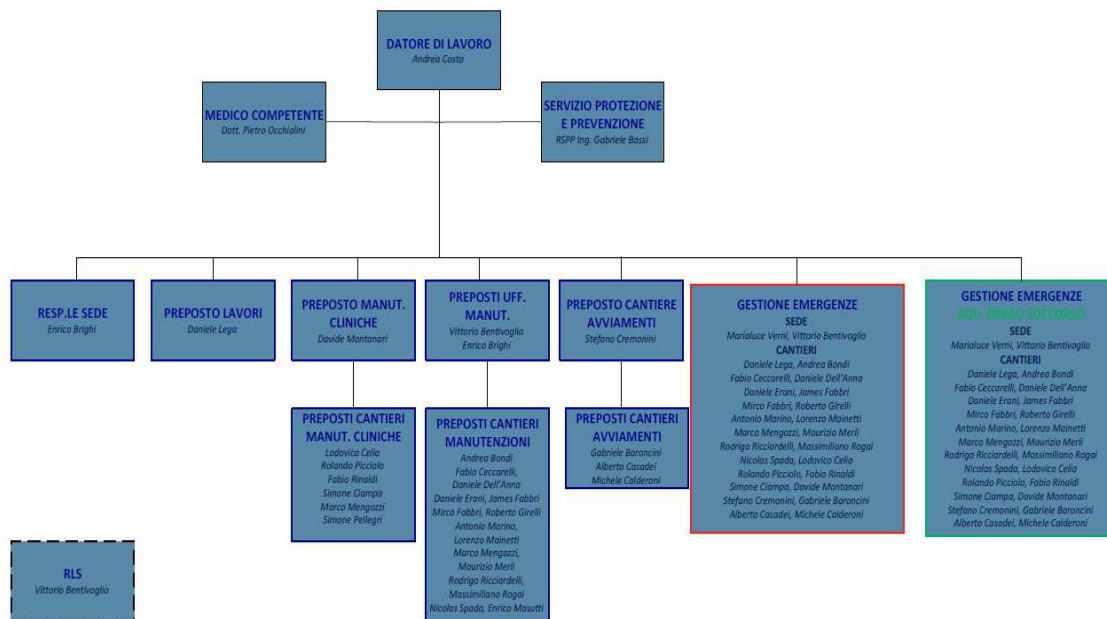 DATORE DI LAVORO
Andrea Costa
MEDICO COMPETENTE
Dott. Pietro Occhialini
SERVIZIO PROTEZIONE
E PREVENZIONE
RSPP Ing. Gabriele Bassi
RESP.LE SEDE
Enrico Brighi
PREPOSTO LAVORI
Daniele Lega
PREPOSTO MANUT.
CLINICHE
Davide Montanari
PREPOSTI UFF.
MANUT.
Vittorio Bentivoglio
Enrico Brighi
PREPOSTO CANTIERE
AVVIAMENTI
Stefano Cremonini
GESTIONE EMERGENZE
SEDE
Marialuce Verni, Vittorio Bentivoglio
CANTIERI
Daniele Lega, Andrea Bondi
Fabio Ceccarelli, Daniele Dell'Anna
Daniele Erani, James Fabbri
Mirco Fabbri, Roberto Girelli
Antonio Marino, Lorenzo Mainetti
Marco Mengozzi, Maurizio Merli
Rodrigo Ricciardelli, Massimiliano Rogai
Nicolas Spada, Lodovico Celia
Rolando Picciolo, Fabio Rinaldi
Simone Ciampa, Davide Montanari
Stefano Cremonini, Gabriele Baroncini
Alberto Casadei, Michele Calderoni
GESTIONE EMERGENZE
ADD. PRIMO SOCCORSO
SEDE
Marialuce Verni, Vittorio Bentivoglio
CANTIERI
Daniele Lega, Andrea Bondi
Fabio Ceccarelli, Daniele Dell'Anna
Daniele Erani, James Fabbri
Mirco Fabbri, Roberto Girelli
Antonio Marino, Lorenzo Mainetti
Marco Mengozzi, Maurizio Merli
Rodrigo Ricciardelli, Massimiliano Rogai
Nicolas Spada, Lodovico Celia
Rolando Picciolo, Fabio Rinaldi
Simone Ciampa, Davide Montanari
Stefano Cremonini, Gabriele Baroncini
Alberto Casadei, Michele Calderoni
PREPOSTI CANTIERI
MANUT. CLINICHE
Lodovico Celia
Rolando Picciolo
Fabio Rinaldi
Simone Ciampa
Marco Mengozzi
Simone Pellegri
PREPOSTI CANTIERI
MANUTENZIONI
Andrea Bondi
Fabio Ceccarelli,
Daniele Dell'Anna
Daniele Erani, James Fabbri
Mirco Fabbri, Roberto Girelli
Antonio Marino,
Lorenzo Mainetti
Marco Mengozzi,
Maurizio Merli
Rodrigo Ricciardelli,
Massimiliano Rogai
Nicolas Spada, Enrico Masutti
PREPOSTI CANTIERI
AVVIAMENTI
Gabriele Baroncini
Alberto Casadei
Michele Calderoni
RLS
Vittorio Bentivoglio